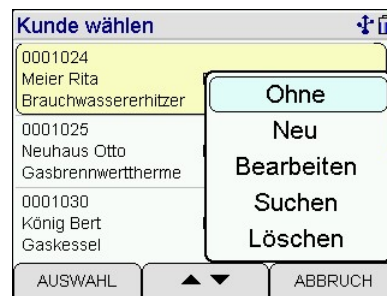 Kunde wählen
0001024
Meier Rita
Brauchwassererhitzer
0001025
Neuhaus Otto
Gasbrennwerttherme
0001030
König Bert
Gaskessel
Ohne
Neu
Bearbeiten
Suchen
Löschen
AUSWAHL
ABBRUCH